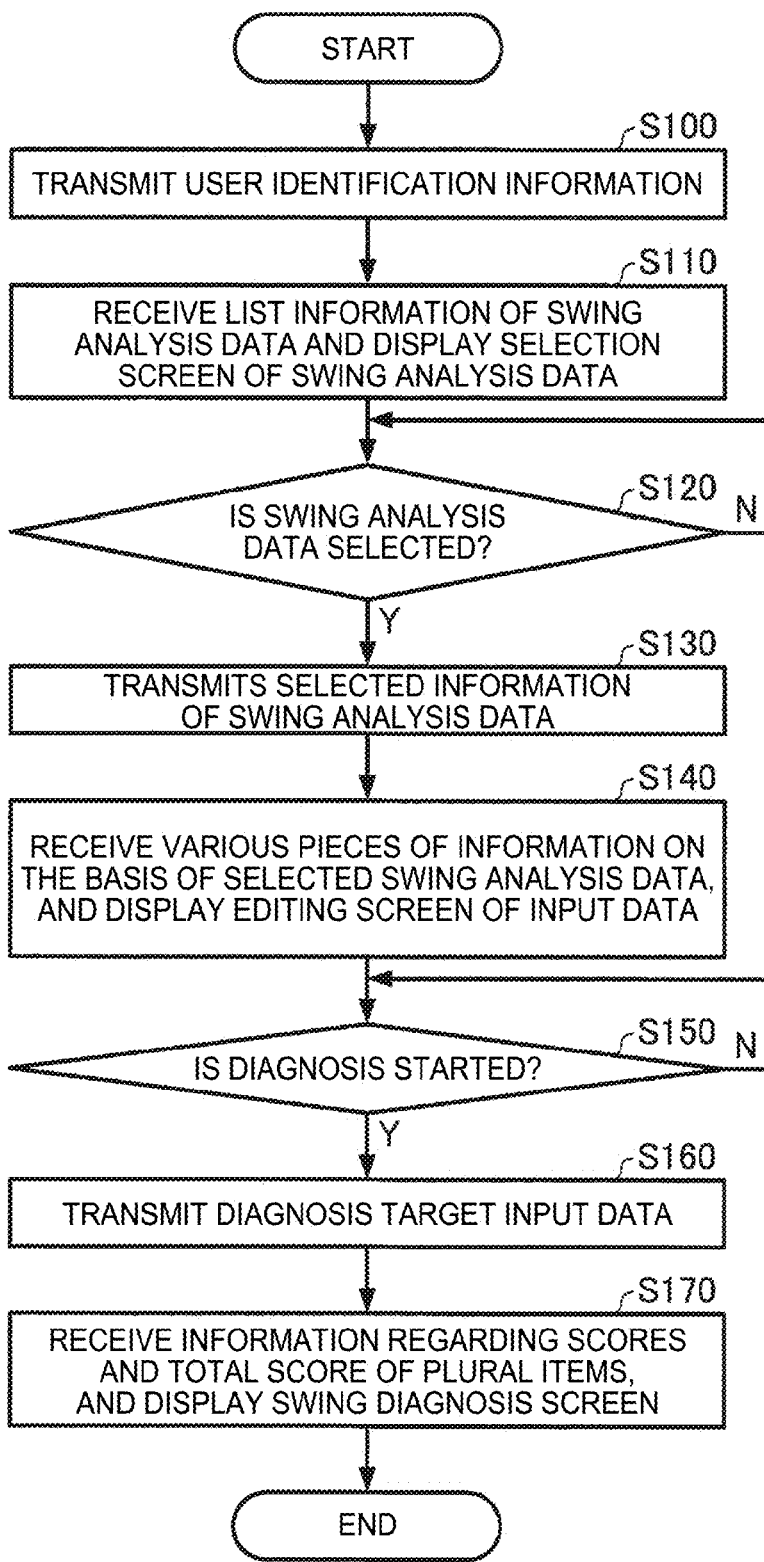 START
S100
TRANSMIT USER IDENTIFICATION INFORMATION
S110
RECEIVE LIST INFORMATION OF SWING
ANALYSIS DATA AND DISPLAY SELECTION
SCREEN OF SWING ANALYSIS DATA
S120
IS SWING ANALYSIS
DATA SELECTED?
N
Y
S130
TRANSMITS SELECTED INFORMATION
OF SWING ANALYSIS DATA
S140
RECEIVE VARIOUS PIECES OF INFORMATION ON
THE BASIS OF SELECTED SWING ANALYSIS DATA,
AND DISPLAY EDITING SCREEN OF INPUT DATA
S150
IS DIAGNOSIS STARTED?
N
Y
S160
TRANSMIT DIAGNOSIS TARGET INPUT DATA
S170
RECEIVE INFORMATION REGARDING SCORES
AND TOTAL SCORE OF PLURAL ITEMS,
AND DISPLAY SWING DIAGNOSIS SCREEN
END